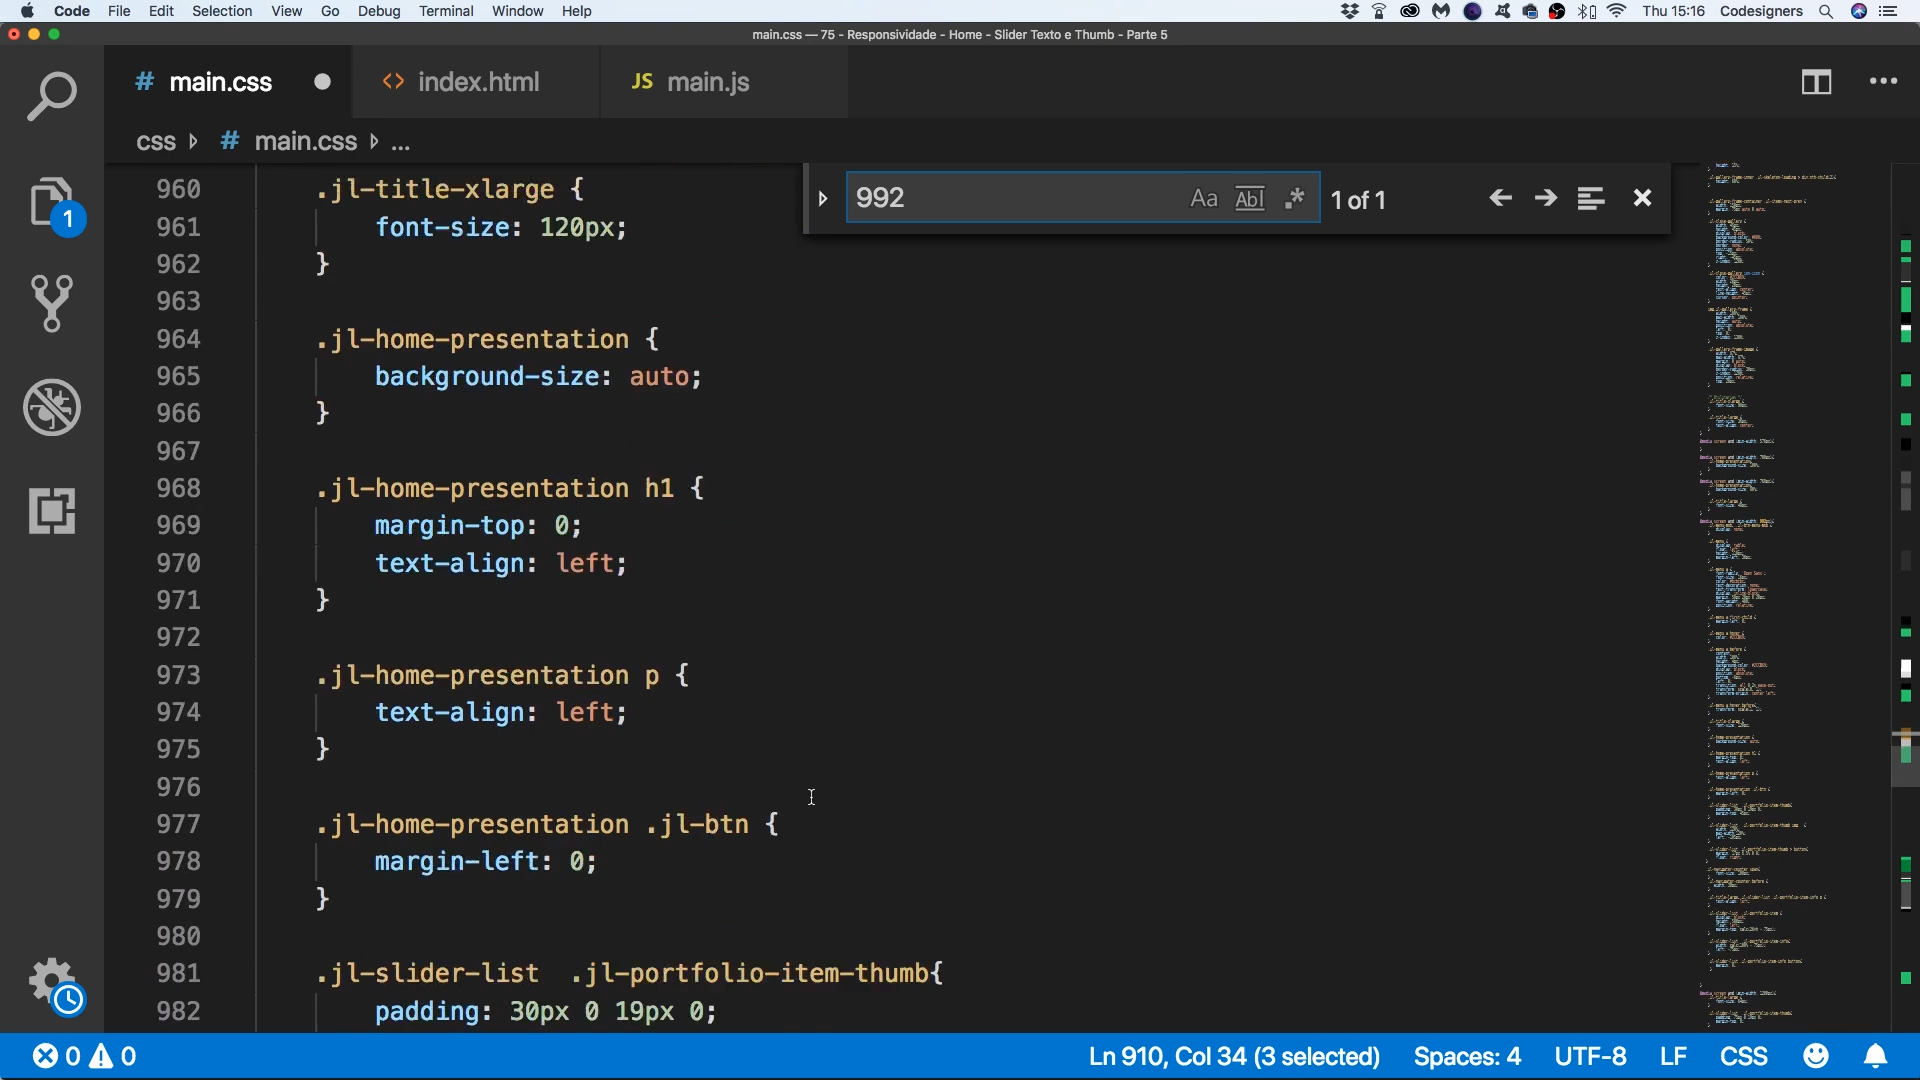 Code File Edit Selection View Go Debug Terminal Window Help Thu 15:16 Codesigners
main.css — 75 - Responsividade - Home - Slider Texto e Thumb - Parte 5
# main.css index.html JS main.js
css # main.css ...
992 Aa Abl .* 1 of 1
1
960 .jl-title-xlarge {
961 font-size: 120px;
962 }
963
964 .jl-home-presentation {
965 background-size: auto;
966 }
967
968 .jl-home-presentation h1 {
969 margin-top: 0;
970 text-align: left;
971 }
972
973 .jl-home-presentation p {
974 text-align: left;
975 }
976
977 .jl-home-presentation .jl-btn {
978 margin-left: 0;
979 }
980
981 .jl-slider-list  .jl-portfolio-item-thumb{
982 padding: 30px 0 19px 0;
0 0 Ln 910, Col 34 (3 selected) Spaces: 4 UTF-8 LF CSS